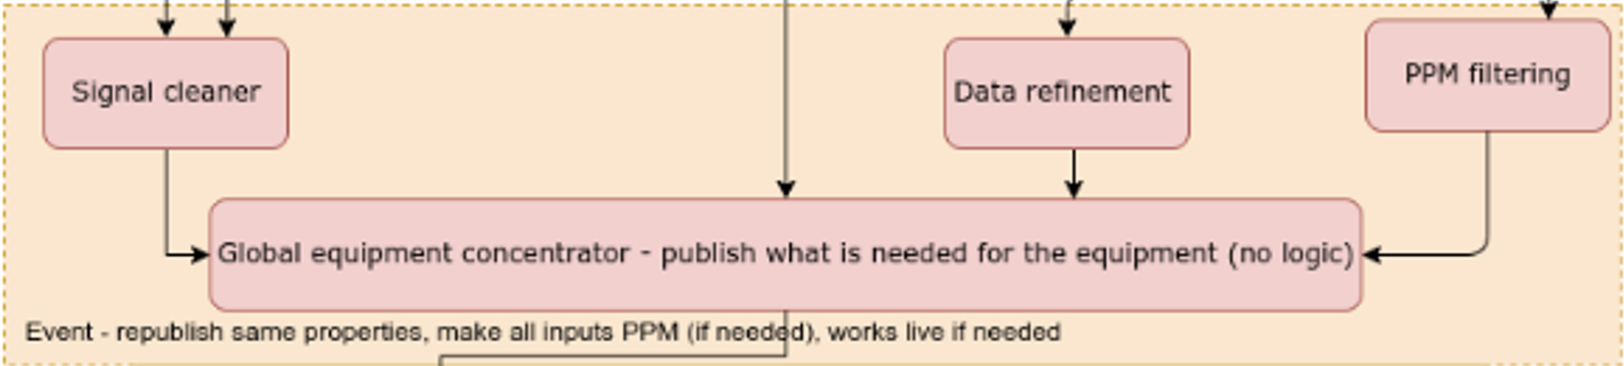 PPM filtering
Signal cleaner
Data refinement
Global equipment concentrator - publish what is needed for the equipment (no logic)
Event - republish same properties, make all inputs PPM (if needed), works live if needed